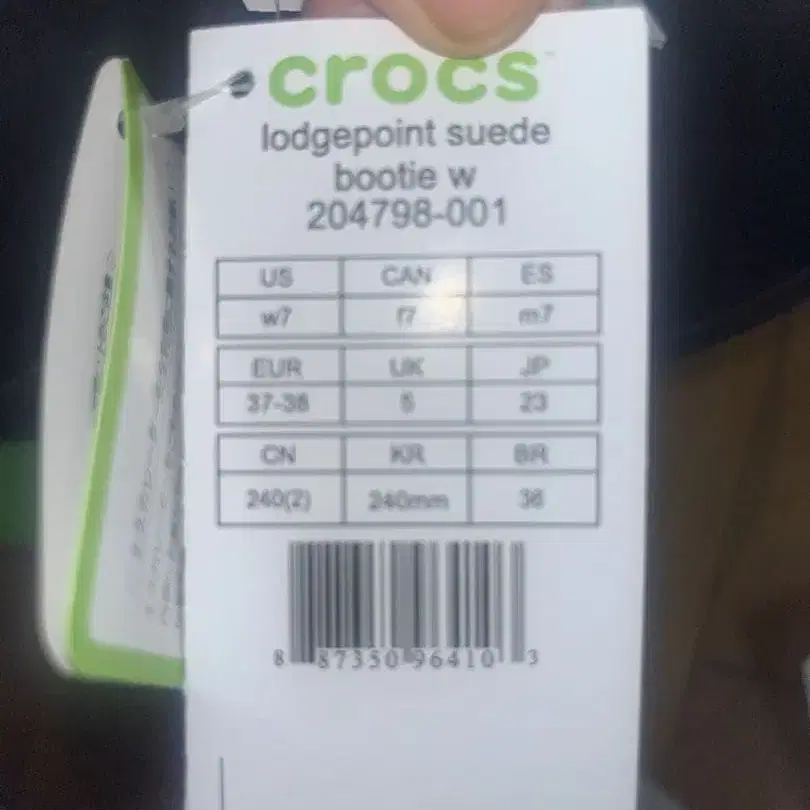 crocs
lodgepoint suede
bootie w
204798-001
US CAN ES
w7 f7 m7
EUR UK JP
37-38 5 23
CN KR BR
240(2) 240mm 36
8 87350 96410 3